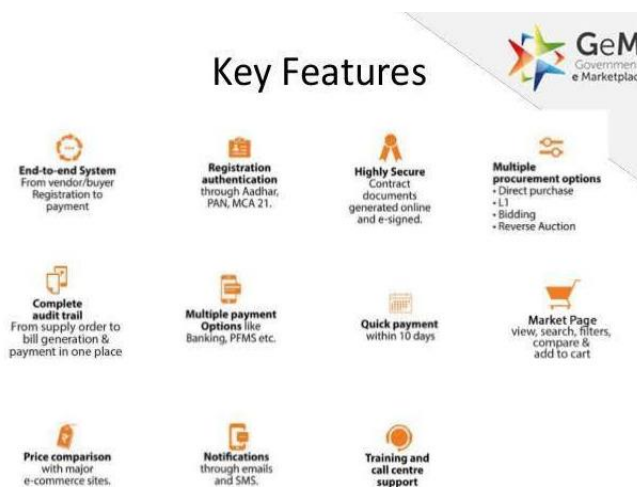 Key Features
GeM
Government
e Marketplac
End-to-end System
From vendor/buyer
Registration to
payment
Registration
authentication
through Aadhar,
PAN, MCA 21.
Highly Secure
Contract
documents
generated online
and e-signed.
Multiple
procurement options
• Direct purchase
• L1
• Bidding
• Reverse Auction
Complete
audit trail
From supply order to
bill generation &
payment in one place
Multiple payment
Options like
Banking, PFMS etc.
Quick payment
within 10 days
Market Page
view, search, filters,
compare &
add to cart
Price comparison
with major
e-commerce sites.
Notifications
through emails
and SMS.
Training and
call centre
support